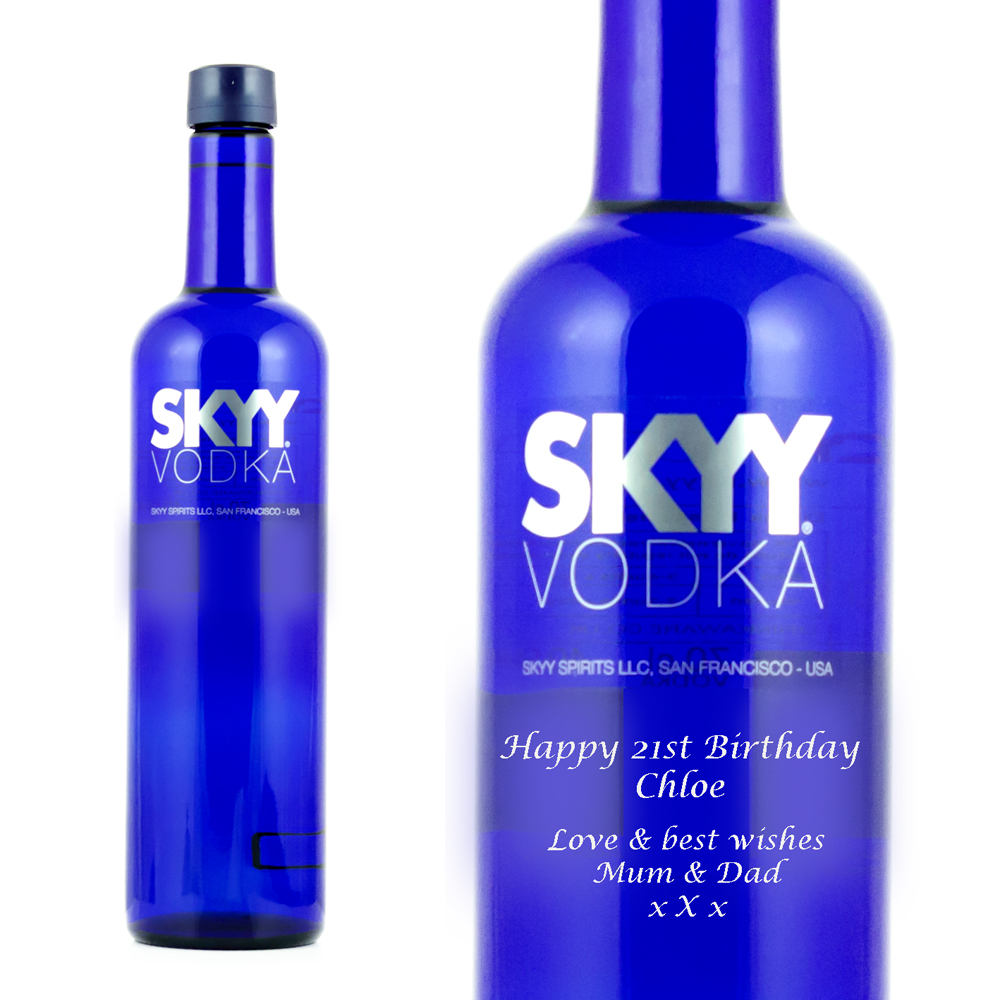 SKYY®
VODKA
SKYY SPIRITS LLC, SAN FRANCISCO - USA
SKYY®
VODKA
SKYY SPIRITS LLC, SAN FRANCISCO - USA
Happy 21st Birthday
Chloe
Love & best wishes
Mum & Dad
x X x